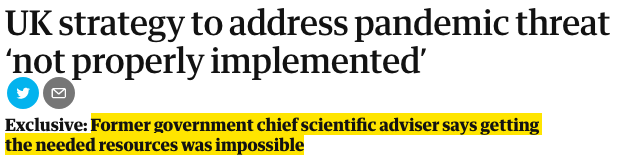 UK strategy to address pandemic threat
‘not properly implemented’
Exclusive: Former government chief scientific adviser says getting
the needed resources was impossible